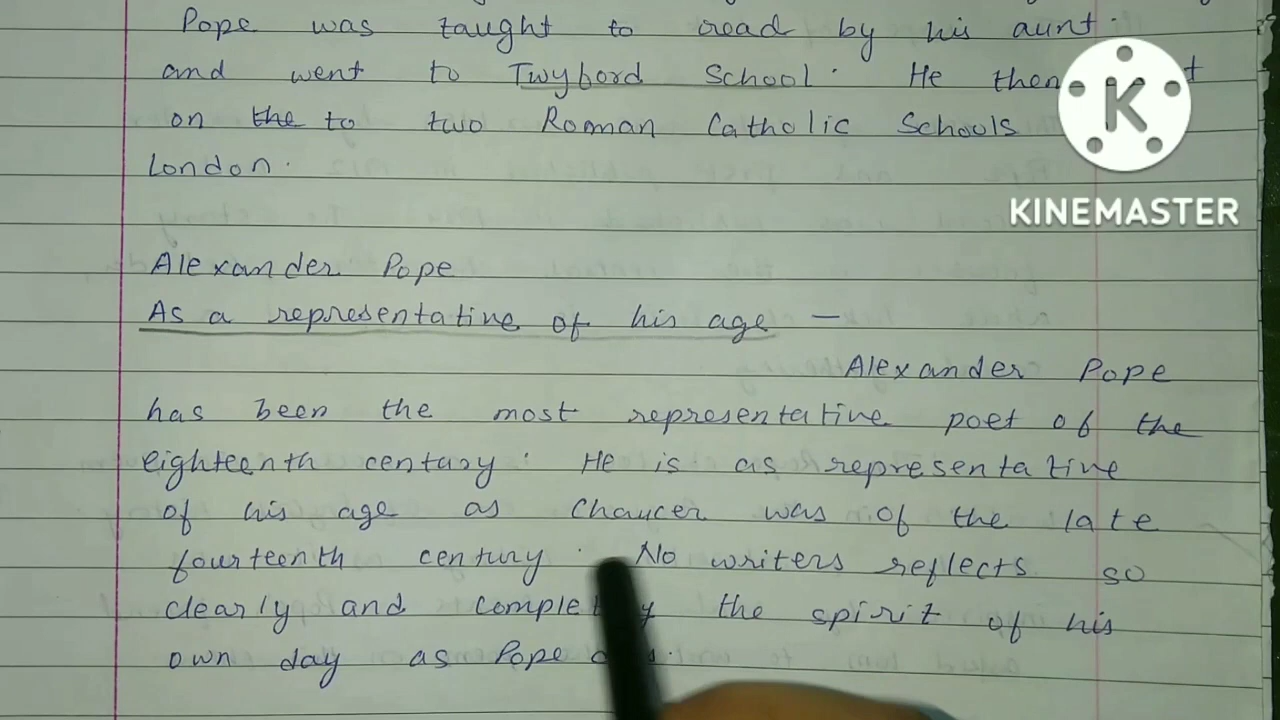 Pope was taught to read by his aunt.
and went to Twybord School. He then
on the to two Roman Catholic Schools
London.
KINEMASTER
Alexander Pope
As a representative of his age —
Alexander Pope
has been the most representative poet of the
eighteenth century. He is as representative
of his age as Chaucer was of the late
fourteenth century. No writers reflects so
clearly and completly the spirit of his
own day as Pope